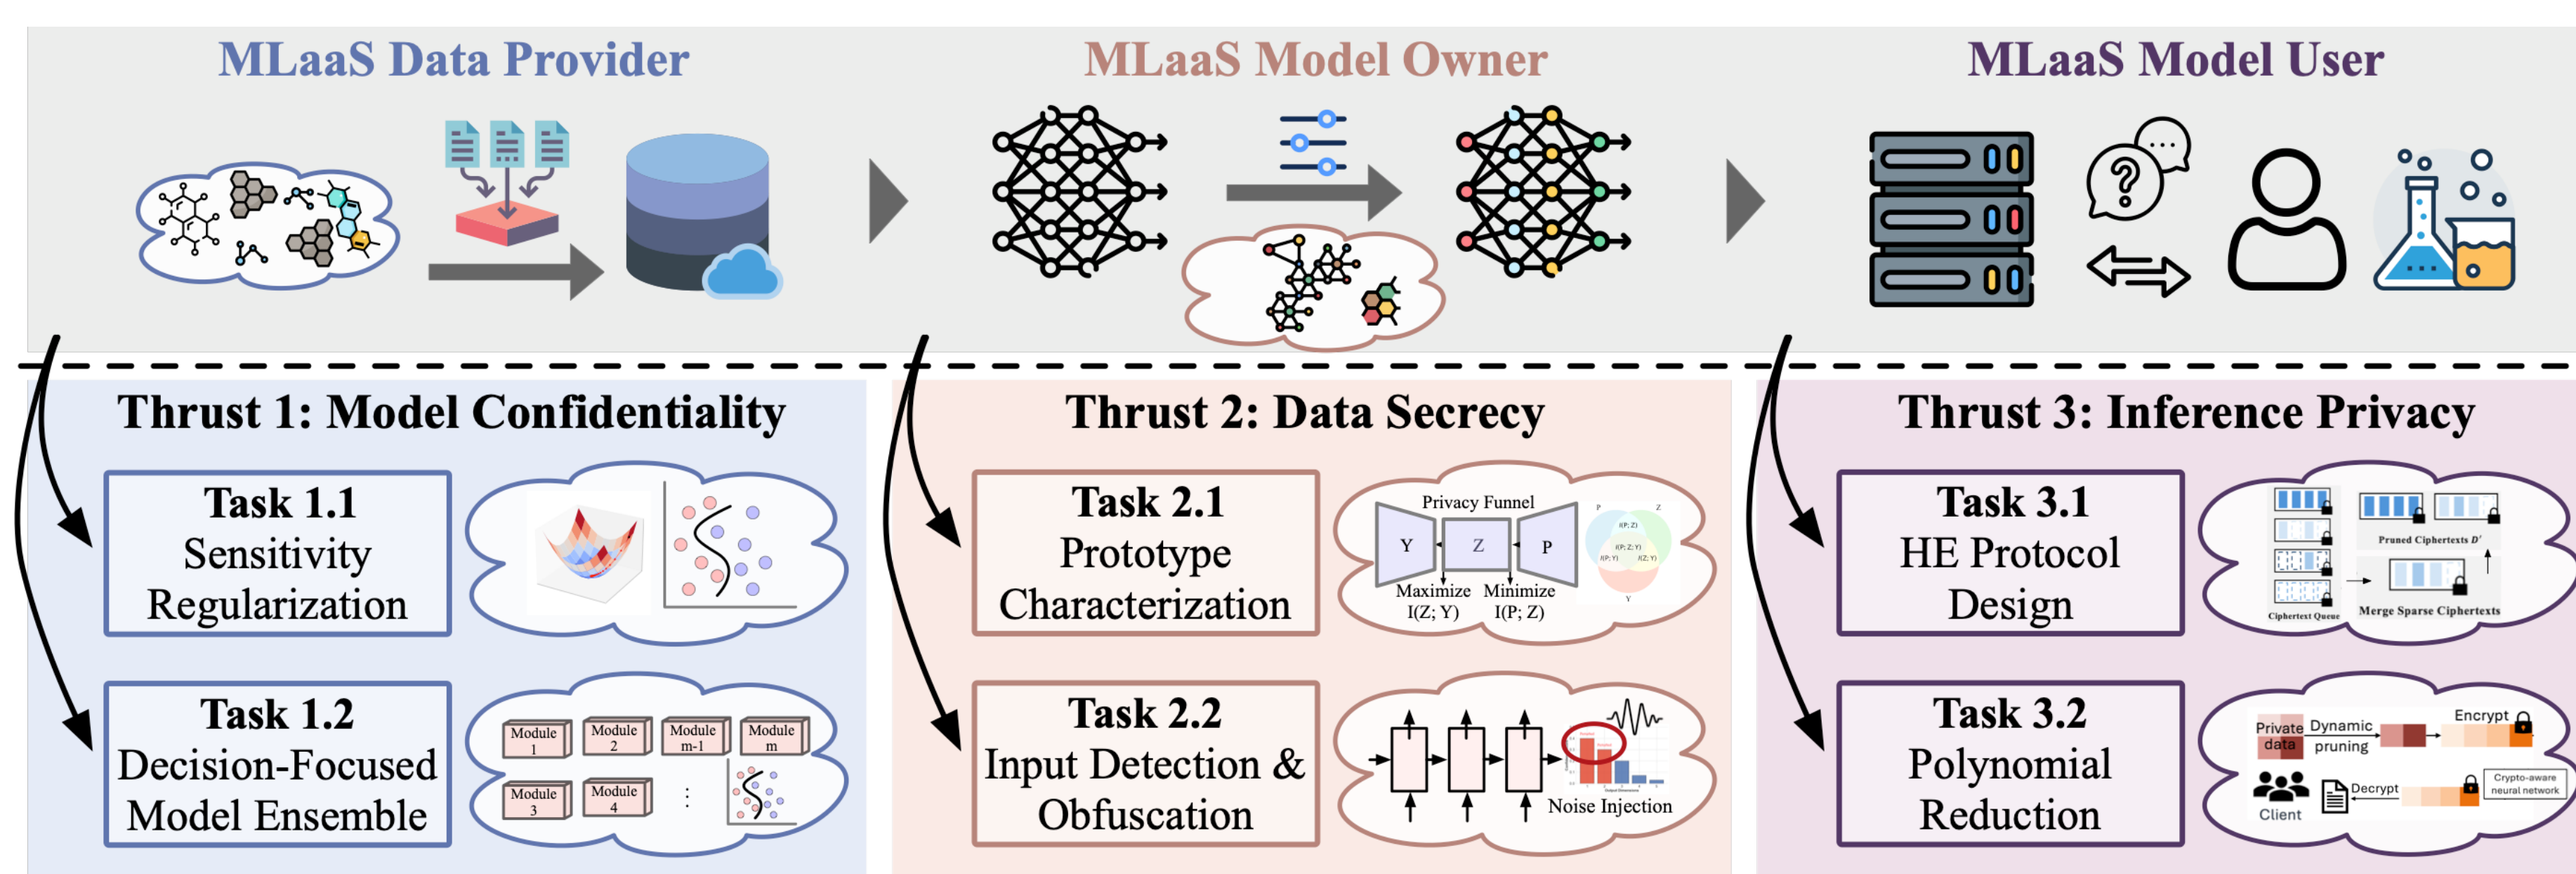 MLaaS Data Provider
MLaaS Model Owner
MLaaS Model User
Thrust 1: Model Confidentiality
Task 1.1
Sensitivity
Regularization
Task 1.2
Decision-Focused
Model Ensemble
Module
1
Module
2
Module
m-1
Module
m
Module
3
Module
4
Thrust 2: Data Secrecy
Task 2.1
Prototype
Characterization
Privacy Funnel
Y
Z
P
Maximize
I(Z; Y)
Minimize
I(P; Z)
P
Z
I(P; Z)
I(P; Z; Y)
I(P; Y)
I(Z; Y)
Y
Task 2.2
Input Detection &
Obfuscation
Noise Injection
Thrust 3: Inference Privacy
Task 3.1
HE Protocol
Design
Ciphertext Queue
Pruned Ciphertexts D'
Merge Sparse Ciphertexts
Task 3.2
Polynomial
Reduction
Private
data
Dynamic
pruning
Encrypt
Client
Decrypt
Crypto-aware
neural network